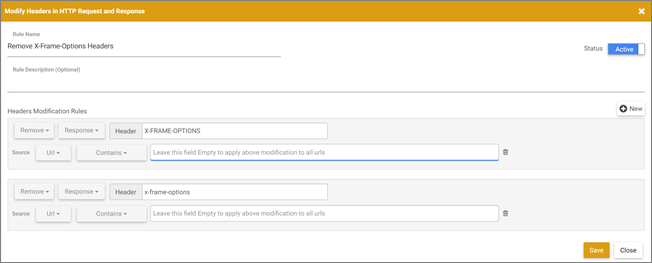 Modify Headers in HTTP Request and Response
Rule Name
Remove X-Frame-Options Headers
Status Active
Rule Description (Optional)
Headers Modification Rules
New
Remove Response Header X-FRAME-OPTIONS
Source Url Contains Leave this field Empty to apply above modification to all urls
Remove Response Header x-frame-options
Source Url Contains Leave this field Empty to apply above modification to all urls
Save Close